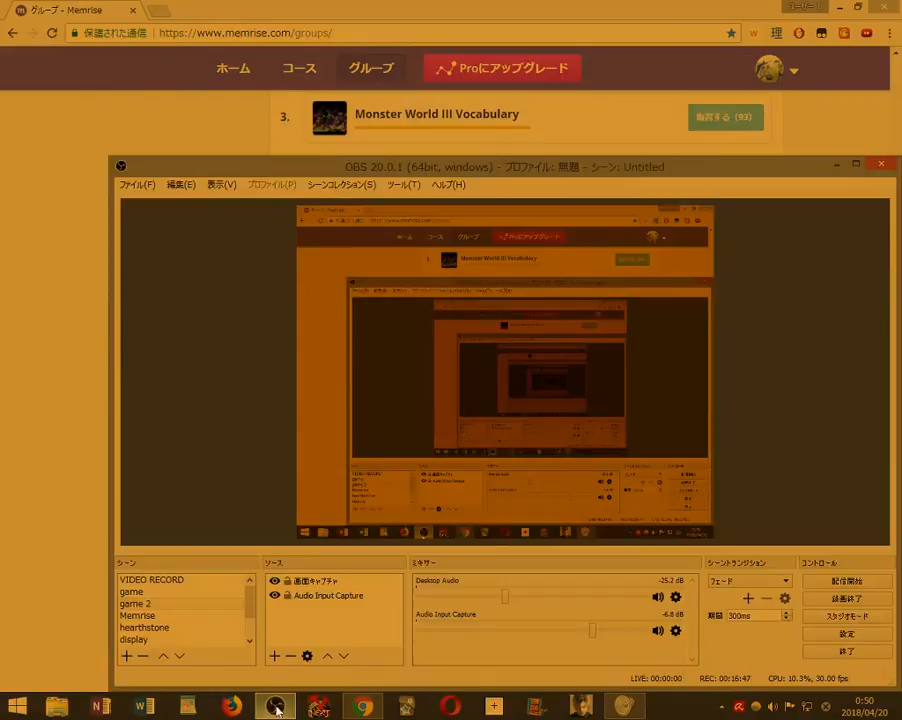 グループ - Memrise
ユーザー 1
保護された通信 | https://www.memrise.com/groups/
ホーム コース グループ Proにアップグレード
3. Monster World III Vocabulary 復習する (93)
OBS 20.0.1 (64bit, windows) - プロファイル: 無題 - シーン: Untitled
ファイル(F) 編集(E) 表示(V) プロファイル(P) シーンコレクション(S) ツール(T) ヘルプ(H)
シーン ソース ミキサー シーントランジション コントロール
VIDEO RECORD
game
game 2
Memrise
hearthstone
display
画面キャプチャ
Audio Input Capture
Desktop Audio -25.2 dB
Audio Input Capture -6.8 dB
フェード
期間 300ms
配信開始
録画終了
スタジオモード
設定
終了
LIVE: 00:00:00 REC: 00:16:47 CPU: 10.3%, 30.00 fps
0:50
2018/04/20